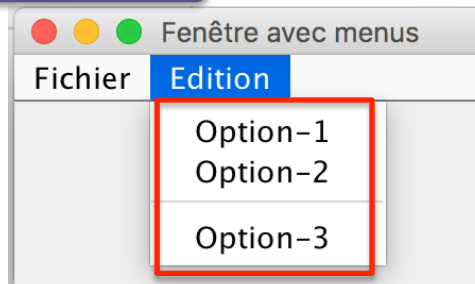 Fenêtre avec menus
Fichier Edition
Option-1
Option-2
Option-3